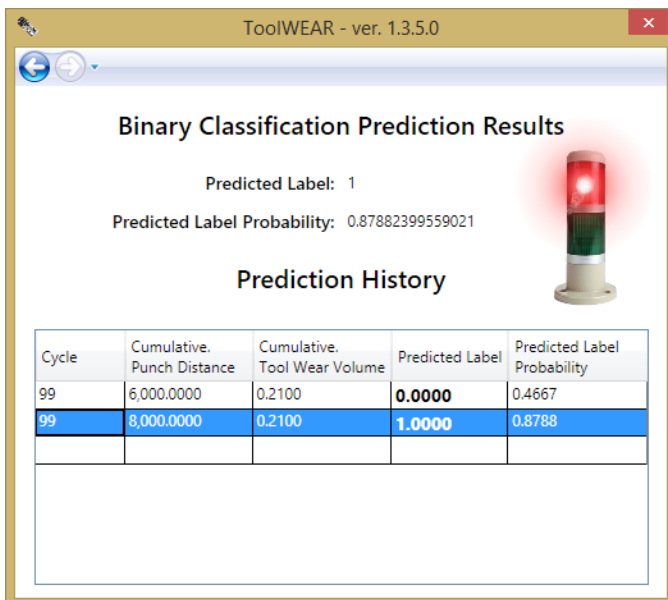 ToolWEAR - ver. 1.3.5.0
Binary Classification Prediction Results
Predicted Label: 1
Predicted Label Probability: 0.87882399559021
Prediction History
Cycle Cumulative. Punch Distance Cumulative. Tool Wear Volume Predicted Label Predicted Label Probability
99 6,000.0000 0.2100 0.0000 0.4667
99 8,000.0000 0.2100 1.0000 0.8788